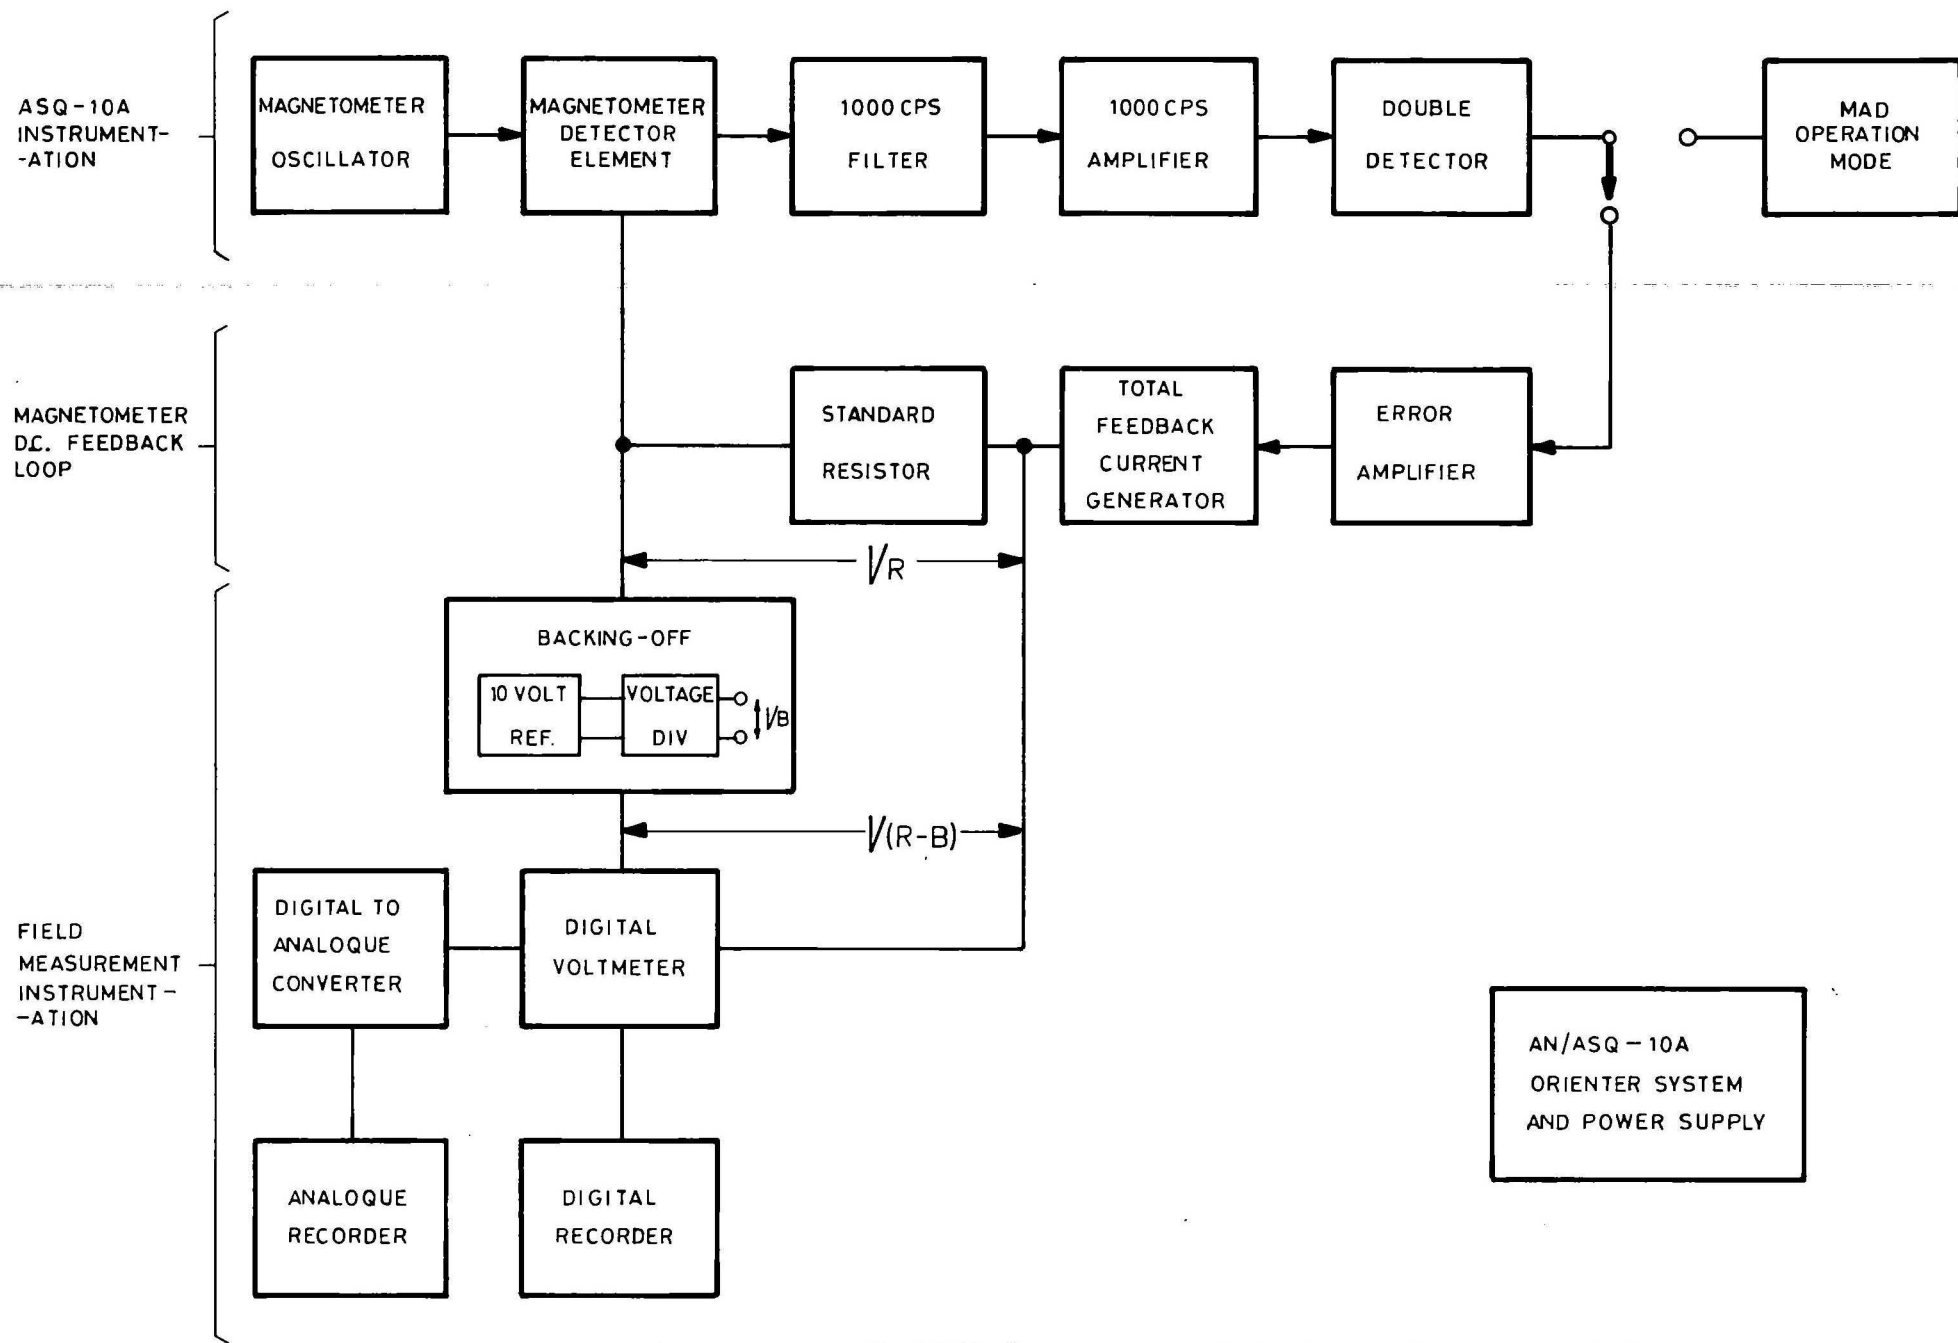 ASQ-10A
INSTRUMENT-
-ATION
MAGNETOMETER
OSCILLATOR
MAGNETOMETER
DETECTOR
ELEMENT
1000 CPS
FILTER
1000 CPS
AMPLIFIER
DOUBLE
DETECTOR
MAD
OPERATION
MODE
MAGNETOMETER
D.C. FEEDBACK
LOOP
STANDARD
RESISTOR
TOTAL
FEEDBACK
CURRENT
GENERATOR
ERROR
AMPLIFIER
VR
BACKING-OFF
10 VOLT
REF.
VOLTAGE
DIV
VB
V(R-B)
FIELD
MEASUREMENT
INSTRUMENT-
-ATION
DIGITAL TO
ANALOQUE
CONVERTER
DIGITAL
VOLTMETER
ANALOQUE
RECORDER
DIGITAL
RECORDER
AN/ASQ-10A
ORIENTER SYSTEM
AND POWER SUPPLY